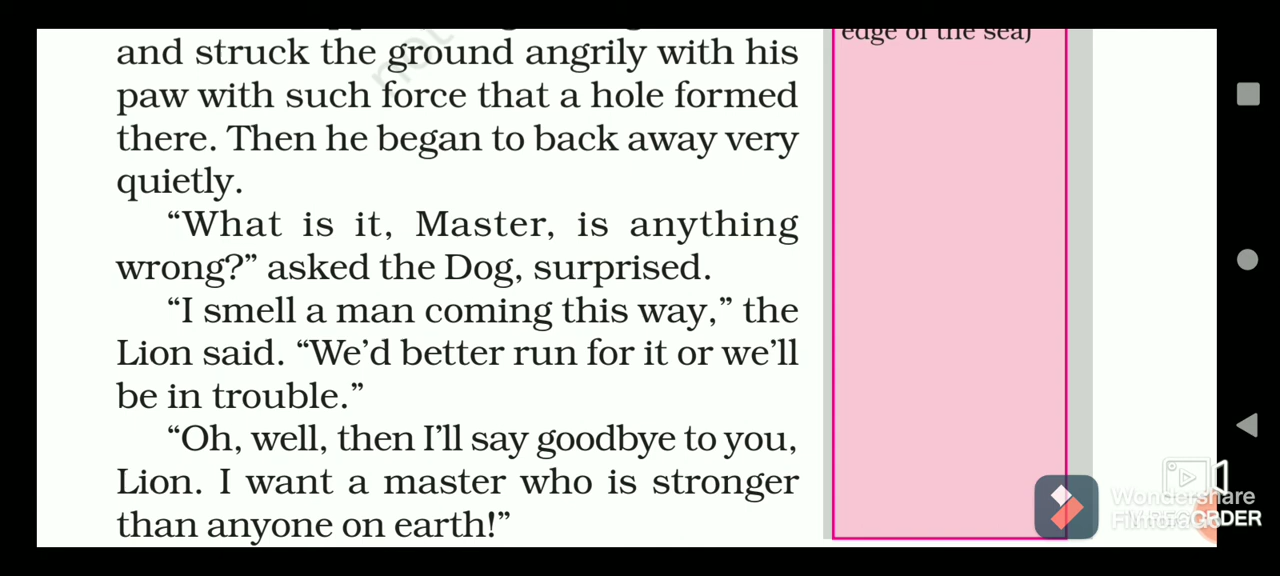 and struck the ground angrily with his
paw with such force that a hole formed
there. Then he began to back away very
quietly.
“What is it, Master, is anything
wrong?” asked the Dog, surprised.
“I smell a man coming this way,” the
Lion said. “We’d better run for it or we’ll
be in trouble.”
“Oh, well, then I’ll say goodbye to you,
Lion. I want a master who is stronger
than anyone on earth!”
edge of the sea)
Wondershare
Filmora